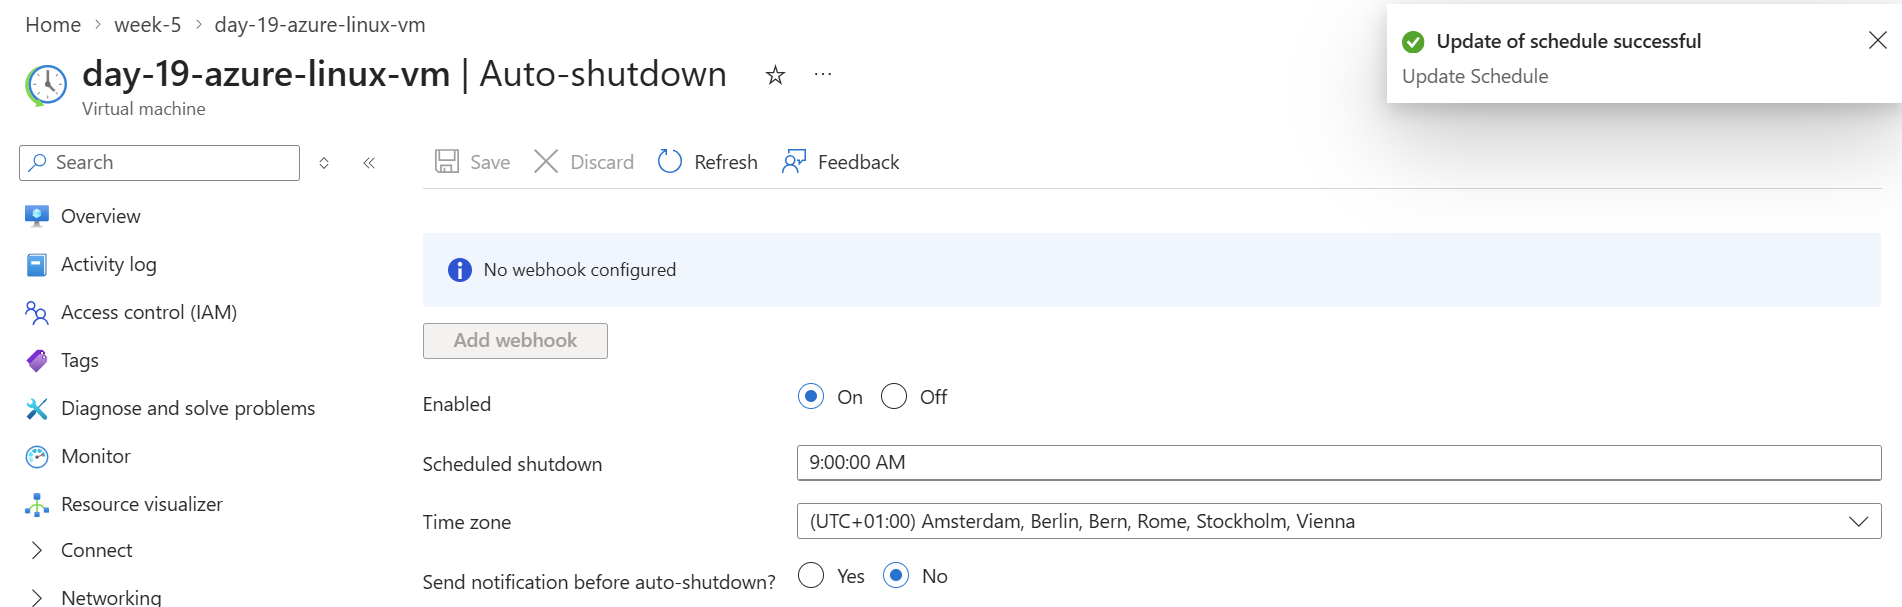 Home > week-5 > day-19-azure-linux-vm
day-19-azure-linux-vm | Auto-shutdown
Virtual machine
Update of schedule successful
Update Schedule
Search
Save Discard Refresh Feedback
Overview
Activity log
Access control (IAM)
Tags
Diagnose and solve problems
Monitor
Resource visualizer
Connect
Networking
No webhook configured
Add webhook
Enabled On Off
Scheduled shutdown 9:00:00 AM
Time zone (UTC+01:00) Amsterdam, Berlin, Bern, Rome, Stockholm, Vienna
Send notification before auto-shutdown? Yes No